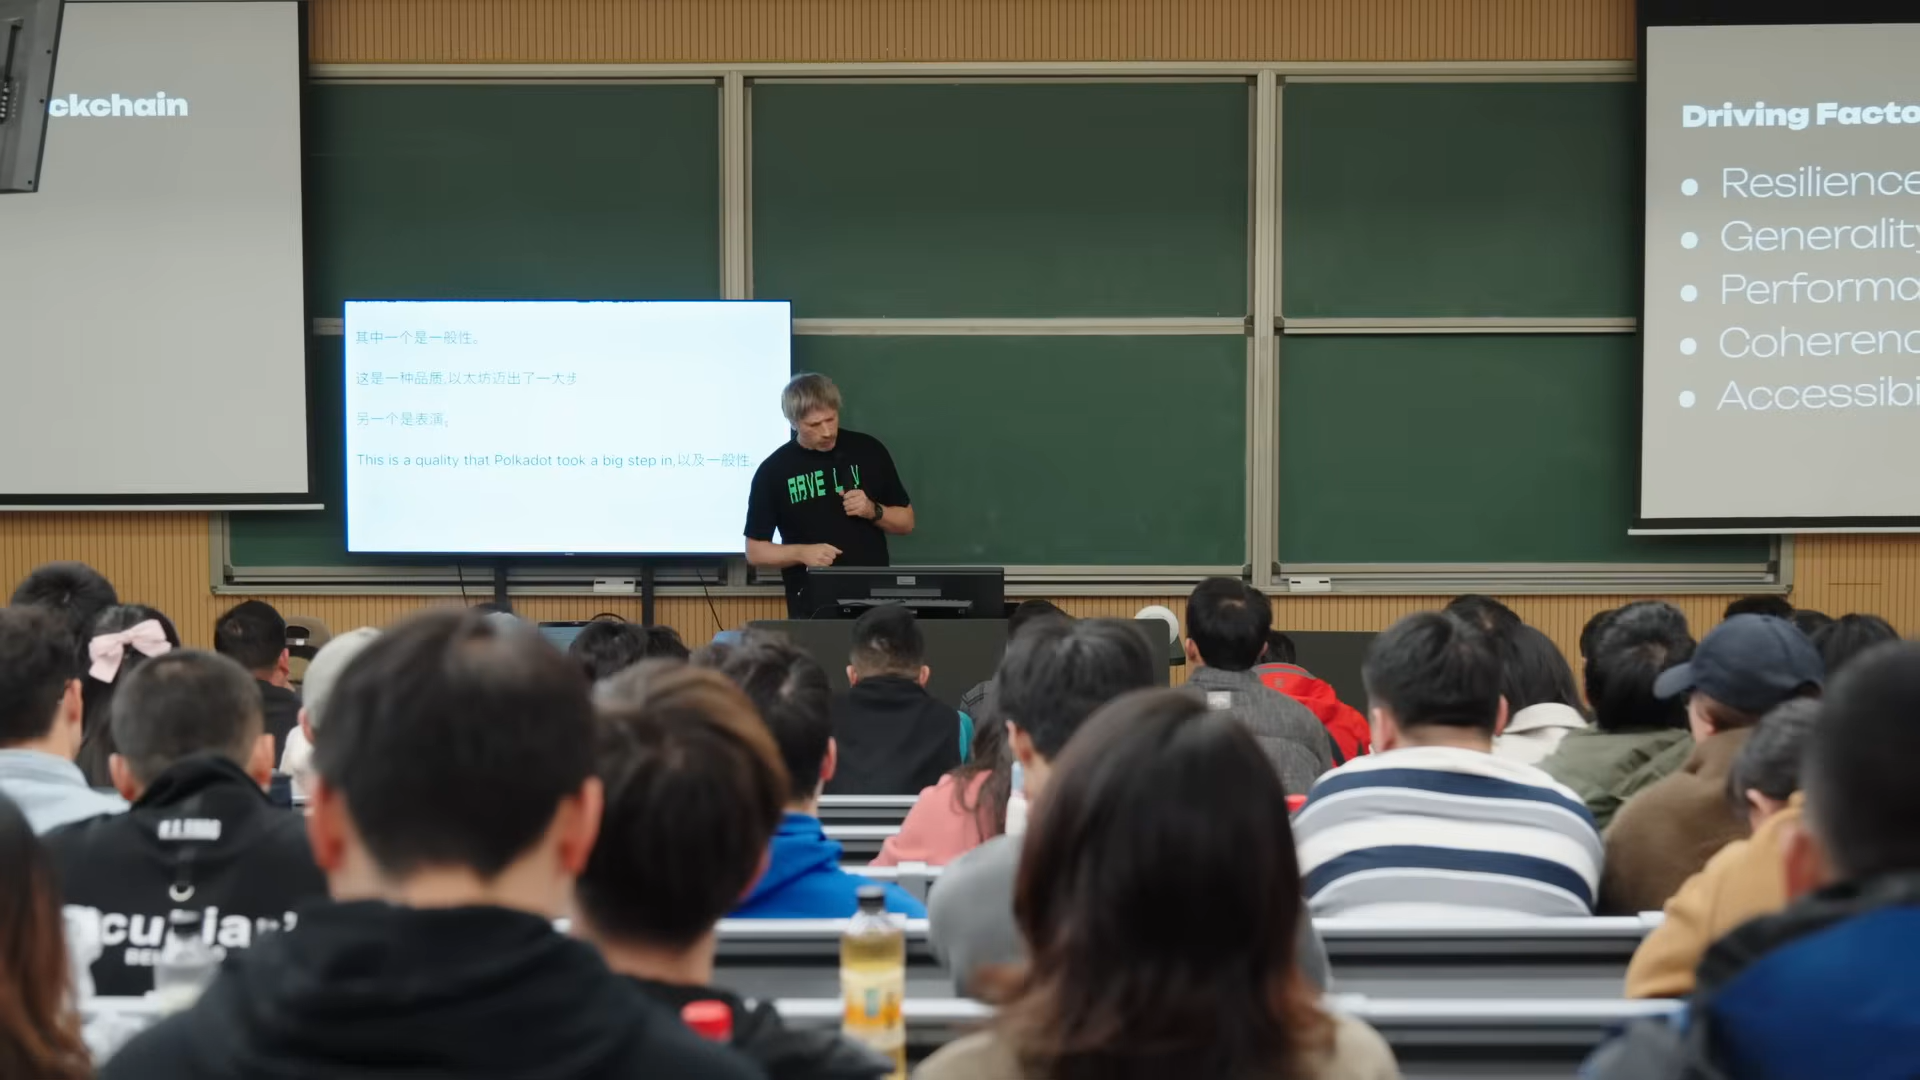 ckchain
其中一个是一般性。
这是一种品质,以太坊迈出了一大步
另一个是表演。
This is a quality that Polkadot took a big step in,以及一般性。
Driving Facto
Resilience
Generality
Performa
Coherenc
Accessibi
RAVE